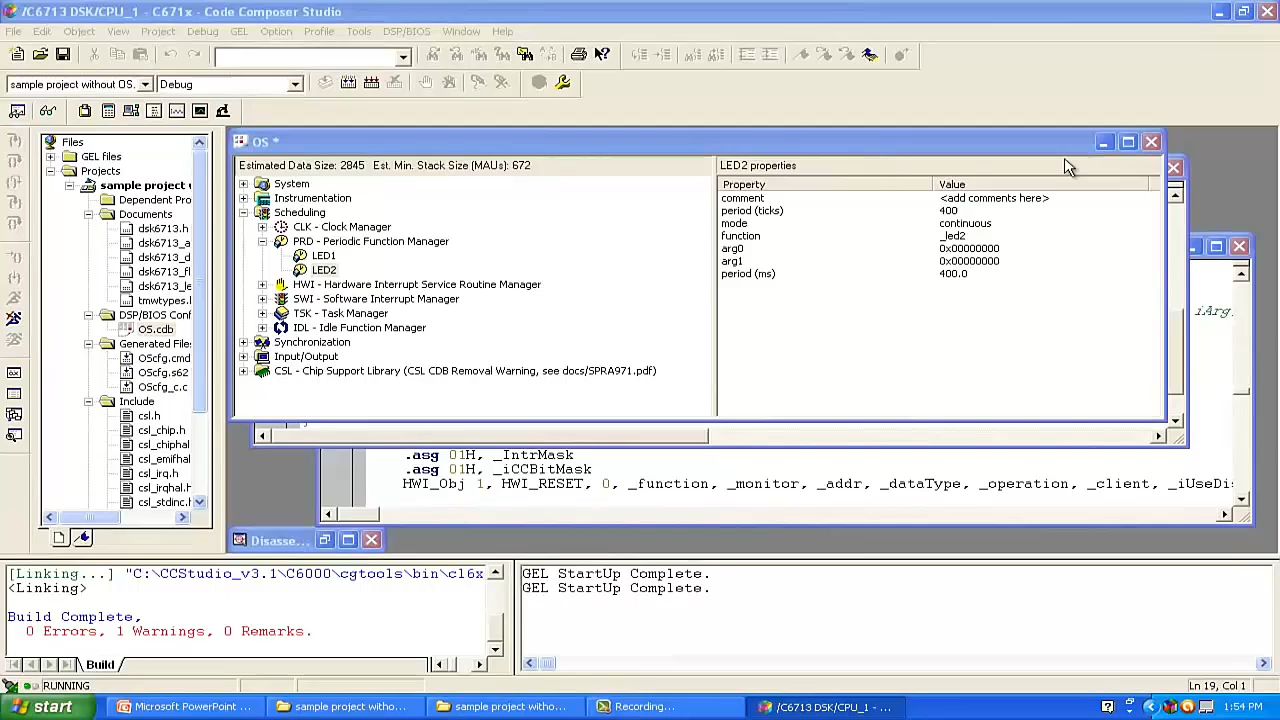 /C6713 DSK/CPU_1 - C671x - Code Composer Studio
File Edit Object View Project Debug GEL Option Profile Tools DSP/BIOS Window Help
sample project without OS. Debug
OS *
Estimated Data Size: 2845 Est. Min. Stack Size (MAUs): 672
System
Instrumentation
Scheduling
CLK - Clock Manager
PRD - Periodic Function Manager
LED1
LED2
HWI - Hardware Interrupt Service Routine Manager
SWI - Software Interrupt Manager
TSK - Task Manager
IDL - Idle Function Manager
Synchronization
Input/Output
CSL - Chip Support Library (CSL CDB Removal Warning, see docs/SPRA971.pdf)
LED2 properties
Property Value
comment <add comments here>
period (ticks) 400
mode continuous
function _led2
arg0 0x00000000
arg1 0x00000000
period (ms) 400.0
Files
GEL files
Projects
sample project
Dependent Pro
Documents
dsk6713.h
dsk6713_a
dsk6713_d
dsk6713_fl
dsk6713_le
tmwtypes.l
DSP/BIOS Conf
OS.cdb
Generated Files
OScfg.cmd
OScfg.s62
OScfg_c.c
Include
csl.h
csl_chip.h
csl_chiphal
csl_emifhal
csl_irq.h
csl_irqhal.h
csl_stdinc.h
iArg
.asg 01H, _IntrMask
.asg 01H, _iCCBitMask
HWI_Obj 1, HWI_RESET, 0, _function, _monitor, _addr, _dataType, _operation, _client, _iUseDi
Disasse...
[Linking...] "C:\CCStudio_v3.1\C6000\cgtools\bin\cl6x
<Linking>
Build Complete,
0 Errors, 1 Warnings, 0 Remarks.
Build
GEL StartUp Complete.
GEL StartUp Complete.
RUNNING
Ln 19, Col 1
start
Microsoft PowerPoint ...
sample project witho...
sample project witho...
Recording...
/C6713 DSK/CPU_1 - ...
1:54 PM